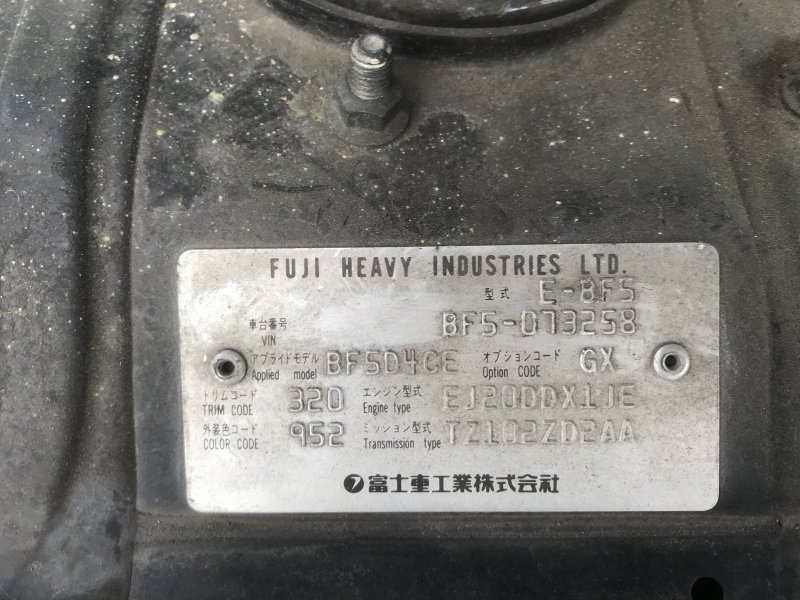 FUJI HEAVY INDUSTRIES LTD.
型式 E-BF5
車台番号 VIN BF5-D73258
アプライドモデル Applied model BF5D4CE オプションコード Option CODE GX
トリムコード TRIM CODE 320 エンジン型式 Engine type EJ20DDX1JE
外装色コード COLOR CODE 952 ミッション型式 Transmission type TZ102ZD2AA
富士重工業株式会社